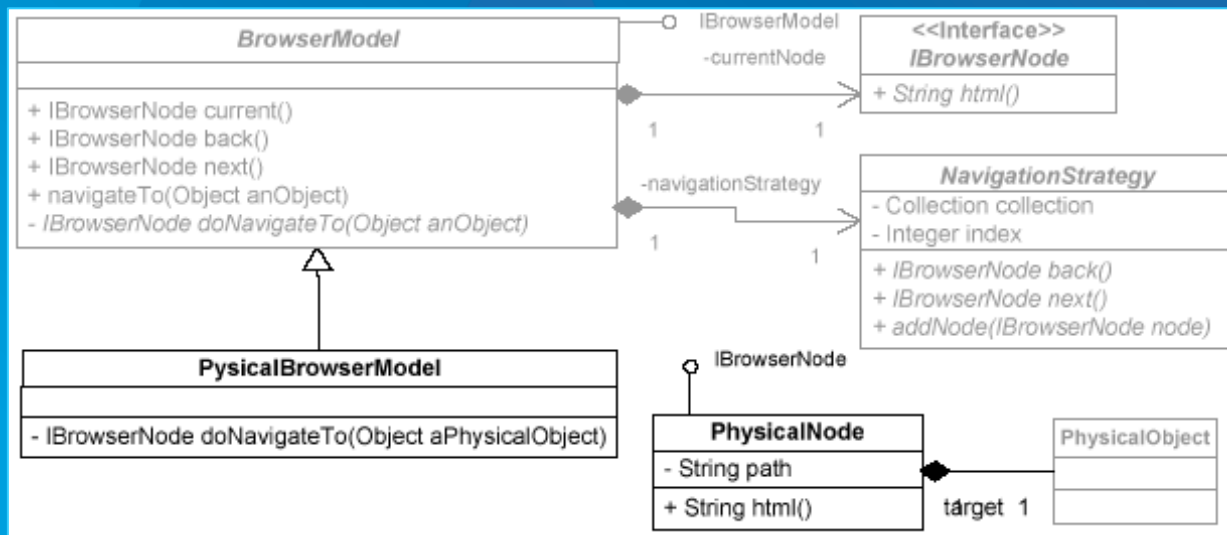 BrowserModel
+ IBrowserNode current()
+ IBrowserNode back()
+ IBrowserNode next()
+ navigateTo(Object anObject)
- IBrowserNode doNavigateTo(Object anObject)
IBrowserModel
-currentNode
1
1
<<Interface>>
IBrowserNode
+ String html()
-navigationStrategy
1
1
NavigationStrategy
- Collection collection
- Integer index
+ IBrowserNode back()
+ IBrowserNode next()
+ addNode(IBrowserNode node)
PysicalBrowserModel
- IBrowserNode doNavigateTo(Object aPhysicalObject)
IBrowserNode
PhysicalNode
- String path
+ String html()
target 1
PhysicalObject